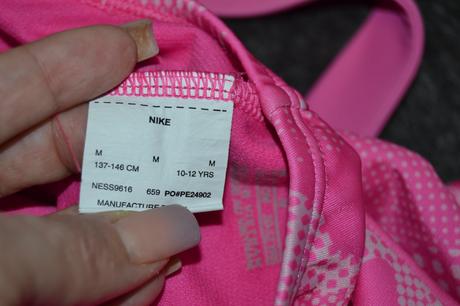 NIKE
M M M
137-146 CM 10-12 YRS
NESS9616 659 PO#PE24902
MANUFACTURE